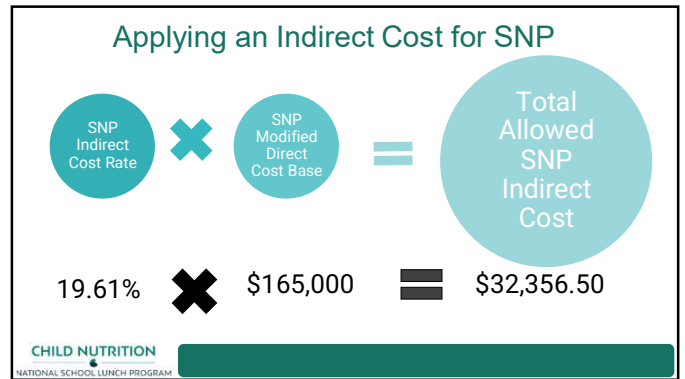 Applying an Indirect Cost for SNP
SNP
Indirect
Cost Rate
SNP
Modified
Direct
Cost Base
Total
Allowed
SNP
Indirect
Cost
19.61%
$165,000
$32,356.50
CHILD NUTRITION
NATIONAL SCHOOL LUNCH PROGRAM